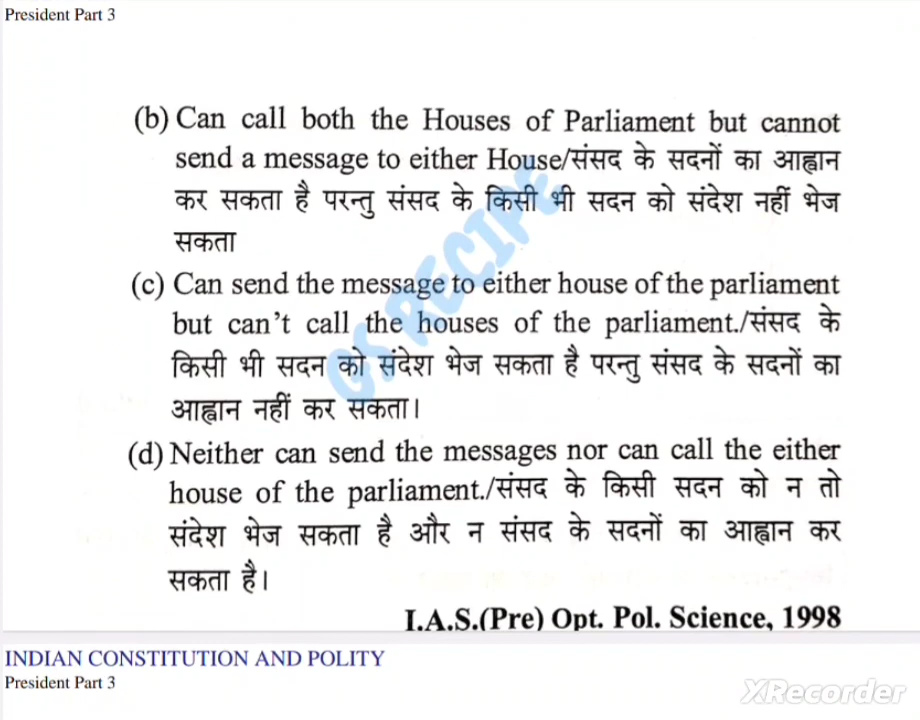 President Part 3
(b) Can call both the Houses of Parliament but cannot
send a message to either House/संसद के सदनों का आह्वान
कर सकता है परन्तु संसद के किसी भी सदन को संदेश नहीं भेज
सकता
(c) Can send the message to either house of the parliament
but can't call the houses of the parliament./संसद के
किसी भी सदन को संदेश भेज सकता है परन्तु संसद के सदनों का
आह्वान नहीं कर सकता।
(d) Neither can send the messages nor can call the either
house of the parliament./संसद के किसी सदन को न तो
संदेश भेज सकता है और न संसद के सदनों का आह्वान कर
सकता है।
I.A.S.(Pre) Opt. Pol. Science, 1998
GS RECIPE
INDIAN CONSTITUTION AND POLITY
President Part 3
XRecorder